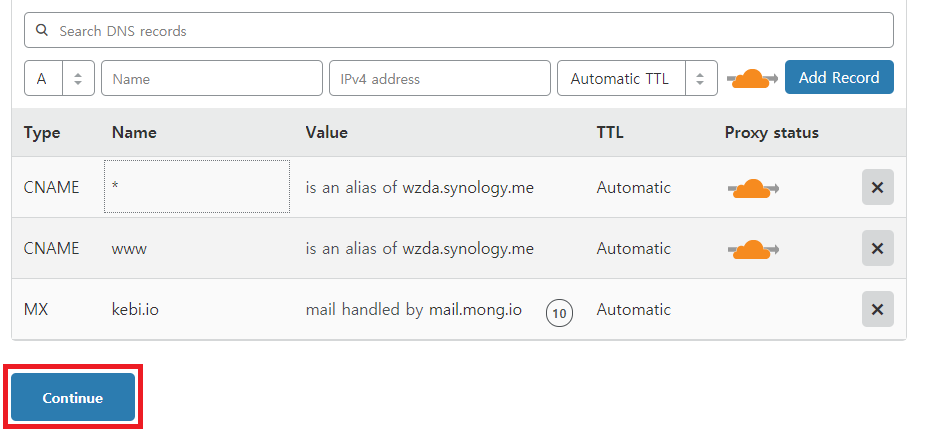 Search DNS records
A Name IPv4 address Automatic TTL Add Record
Type Name Value TTL Proxy status
CNAME * is an alias of wzda.synology.me Automatic
CNAME www is an alias of wzda.synology.me Automatic
MX kebi.io mail handled by mail.mong.io 10 Automatic
Continue